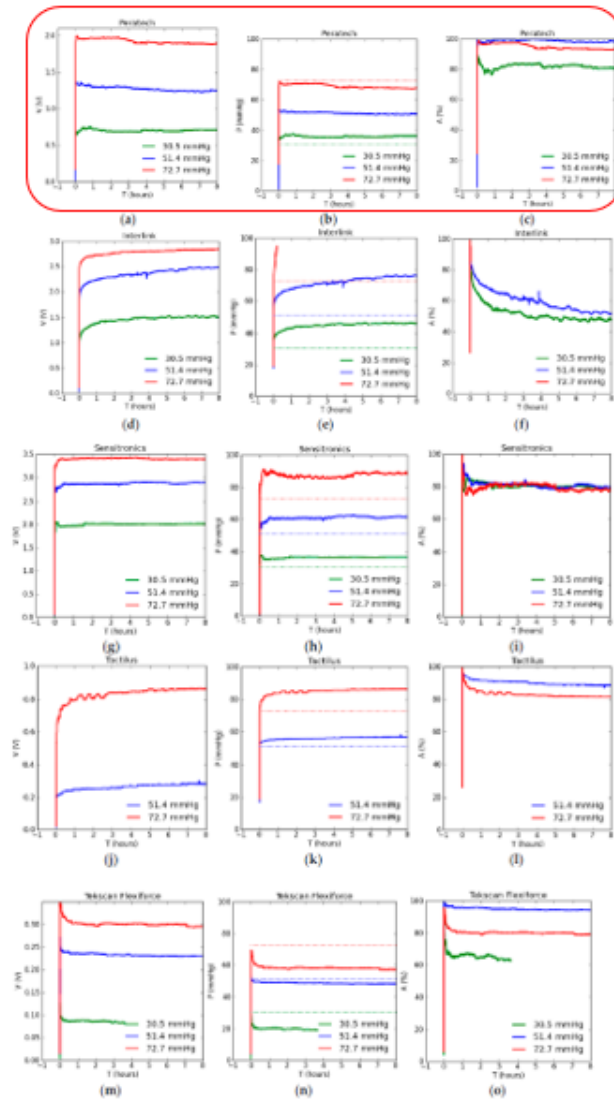 Peratech Peratech Peratech
V (V) P (mmHg) A (%)
30.5 mmHg 30.5 mmHg 30.5 mmHg
51.4 mmHg 51.4 mmHg 51.4 mmHg
72.7 mmHg 72.7 mmHg 72.7 mmHg
T (hours) T (hours) T (hours)
(a) (b) (c)
Interlink Interlink Interlink
V (V) P (mmHg) A (%)
30.5 mmHg 30.5 mmHg 30.5 mmHg
51.4 mmHg 51.4 mmHg 51.4 mmHg
72.7 mmHg 72.7 mmHg 72.7 mmHg
T (hours) T (hours) T (hours)
(d) (e) (f)
Sensitronics Sensitronics Sensitronics
V (V) P (mmHg) A (%)
30.5 mmHg 30.5 mmHg 30.5 mmHg
51.4 mmHg 51.4 mmHg 51.4 mmHg
72.7 mmHg 72.7 mmHg 72.7 mmHg
T (hours) T (hours) T (hours)
(g) (h) (i)
Tactilus Tactilus Tactilus
V (V) P (mmHg) A (%)
51.4 mmHg 51.4 mmHg 51.4 mmHg
72.7 mmHg 72.7 mmHg 72.7 mmHg
T (hours) T (hours) T (hours)
(j) (k) (l)
Tekscan Flexiforce Tekscan Flexiforce Tekscan Flexiforce
V (V) P (mmHg) A (%)
30.5 mmHg 30.5 mmHg 30.5 mmHg
51.4 mmHg 51.4 mmHg 51.4 mmHg
72.7 mmHg 72.7 mmHg 72.7 mmHg
T (hours) T (hours) T (hours)
(m) (n) (o)